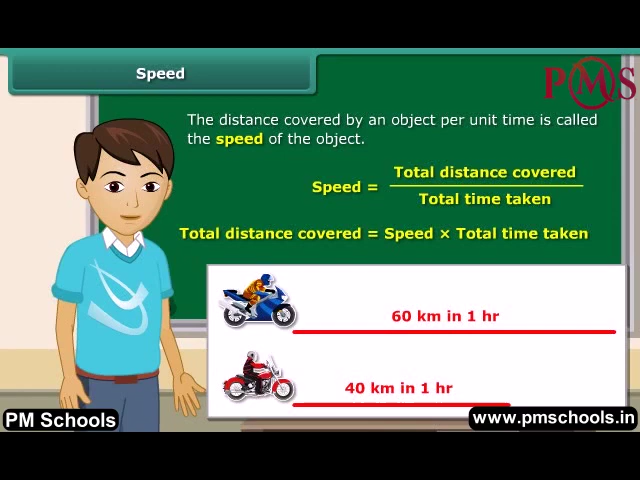 Speed
PMS
The distance covered by an object per unit time is called
the speed of the object.
Speed = Total distance covered
Total time taken
Total distance covered = Speed × Total time taken
60 km in 1 hr
40 km in 1 hr
PM Schools
www.pmschools.in